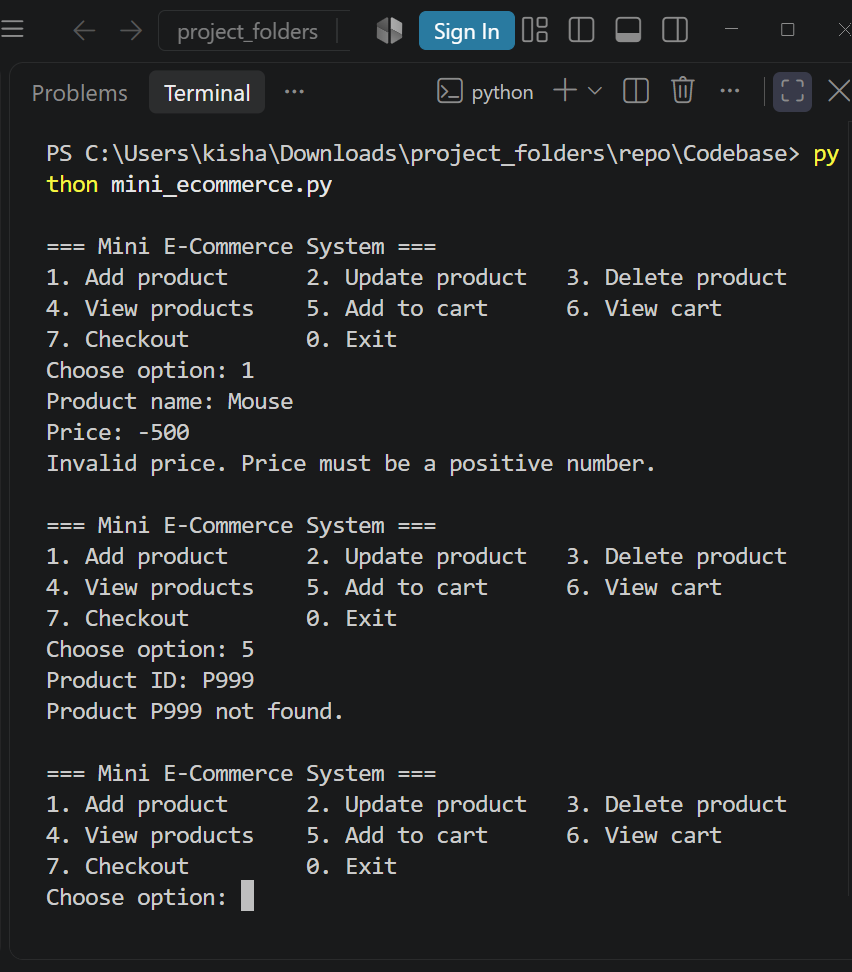 project_folders
Sign In
Problems Terminal ... python ...
PS C:\Users\kisha\Downloads\project_folders\repo\Codebase> py
thon mini_ecommerce.py
=== Mini E-Commerce System ===
1. Add product 2. Update product 3. Delete product
4. View products 5. Add to cart 6. View cart
7. Checkout 0. Exit
Choose option: 1
Product name: Mouse
Price: -500
Invalid price. Price must be a positive number.
=== Mini E-Commerce System ===
1. Add product 2. Update product 3. Delete product
4. View products 5. Add to cart 6. View cart
7. Checkout 0. Exit
Choose option: 5
Product ID: P999
Product P999 not found.
=== Mini E-Commerce System ===
1. Add product 2. Update product 3. Delete product
4. View products 5. Add to cart 6. View cart
7. Checkout 0. Exit
Choose option: